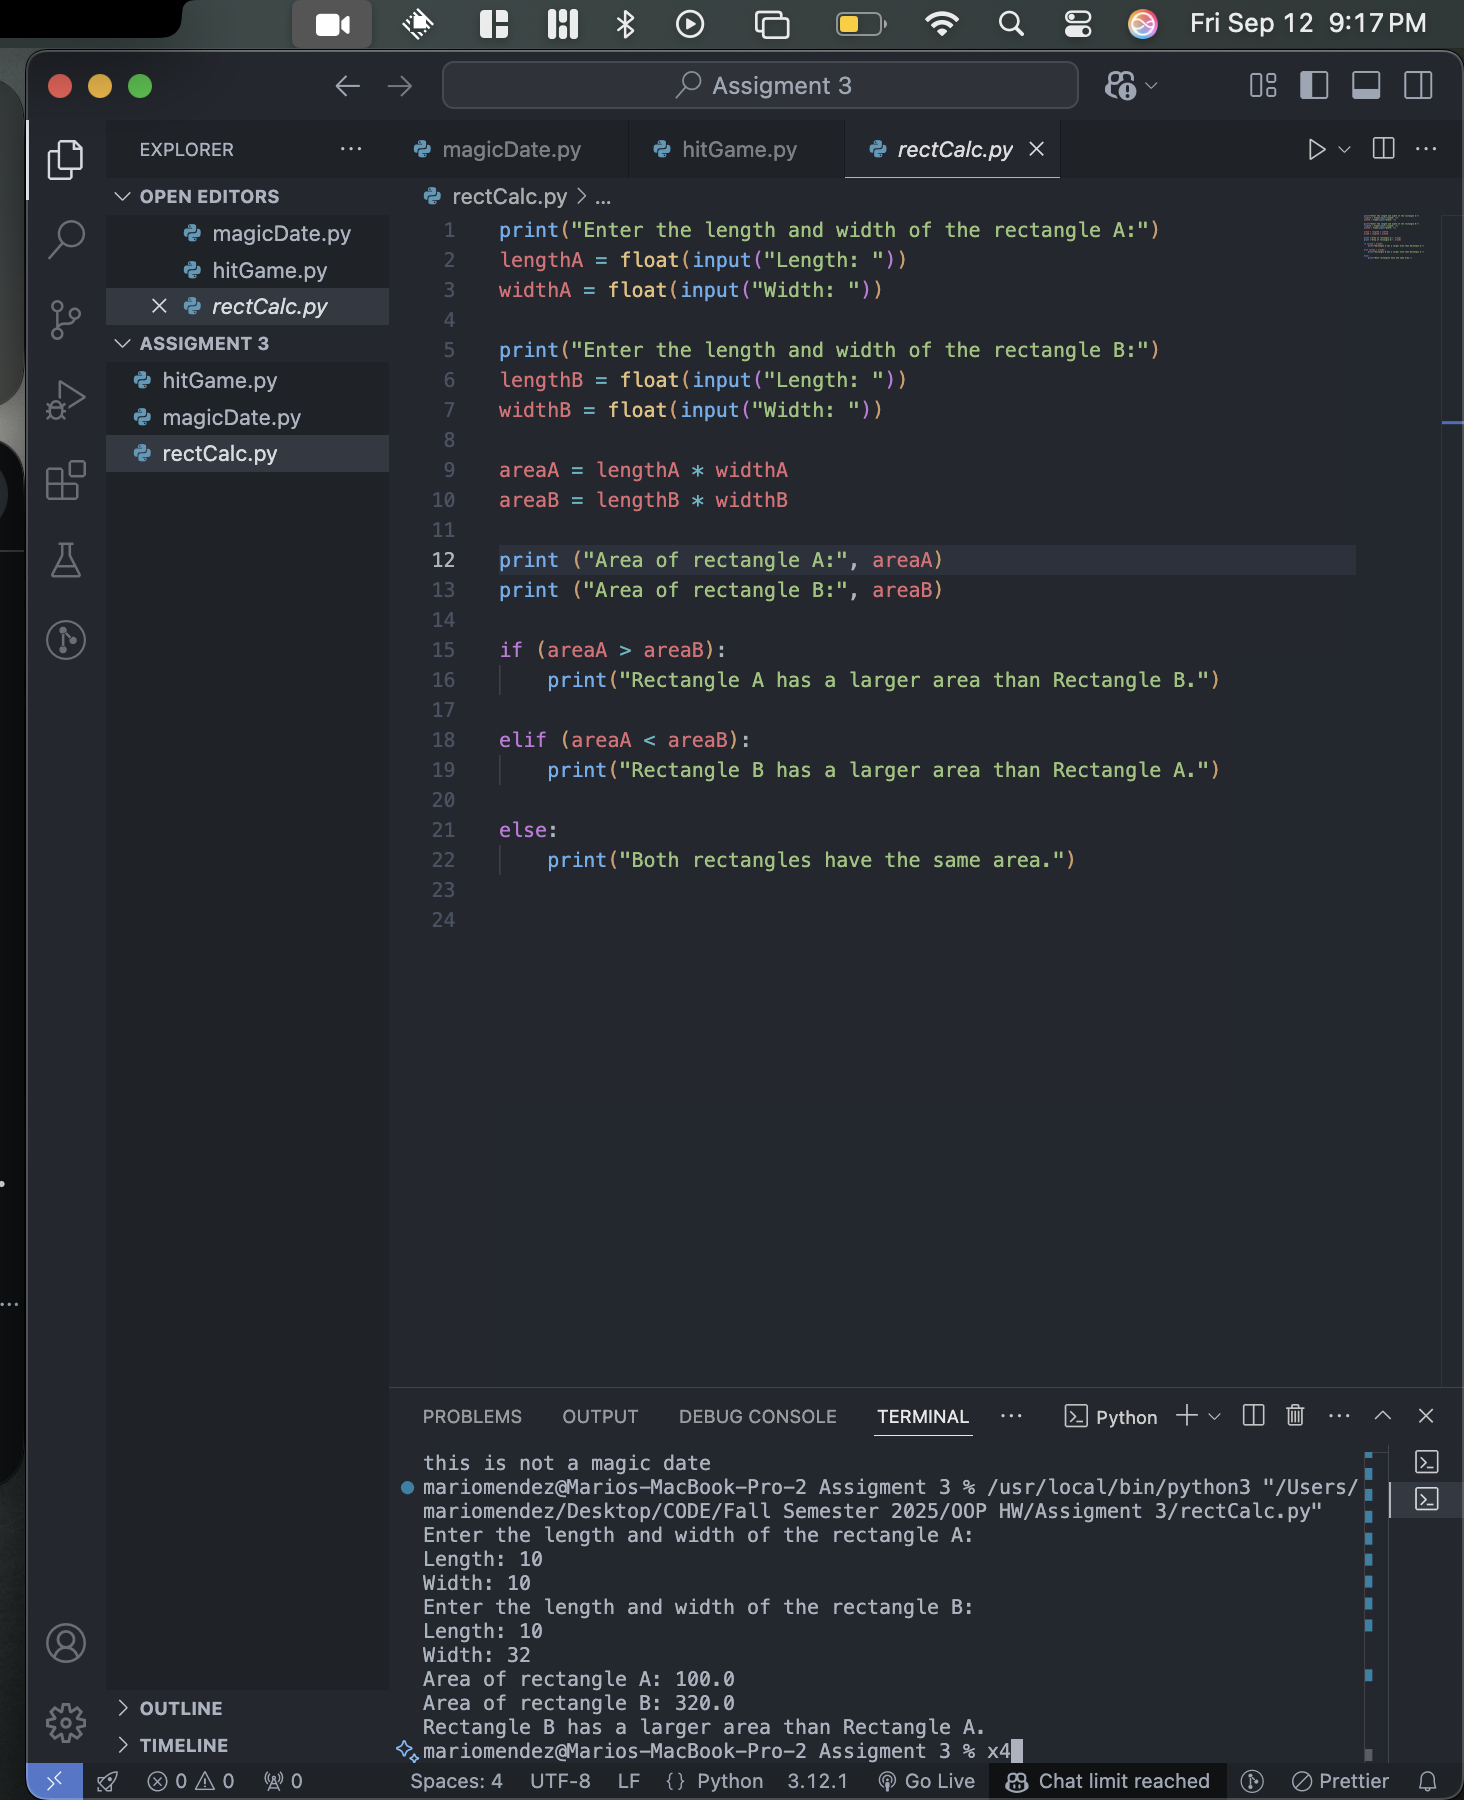 Fri Sep 12 9:17 PM
Assigment 3
EXPLORER
magicDate.py
hitGame.py
rectCalc.py
OPEN EDITORS
magicDate.py
hitGame.py
rectCalc.py
ASSIGMENT 3
hitGame.py
magicDate.py
rectCalc.py
OUTLINE
TIMELINE
rectCalc.py > ...
1 print("Enter the length and width of the rectangle A:")
2 lengthA = float(input("Length: "))
3 widthA = float(input("Width: "))
4
5 print("Enter the length and width of the rectangle B:")
6 lengthB = float(input("Length: "))
7 widthB = float(input("Width: "))
8
9 areaA = lengthA * widthA
10 areaB = lengthB * widthB
11
12 print ("Area of rectangle A:", areaA)
13 print ("Area of rectangle B:", areaB)
14
15 if (areaA > areaB):
16     print("Rectangle A has a larger area than Rectangle B.")
17
18 elif (areaA < areaB):
19     print("Rectangle B has a larger area than Rectangle A.")
20
21 else:
22     print("Both rectangles have the same area.")
23
24
PROBLEMS OUTPUT DEBUG CONSOLE TERMINAL ... Python
this is not a magic date
mariomendez@Marios-MacBook-Pro-2 Assigment 3 % /usr/local/bin/python3 "/Users/
mariomendez/Desktop/CODE/Fall Semester 2025/OOP HW/Assigment 3/rectCalc.py"
Enter the length and width of the rectangle A:
Length: 10
Width: 10
Enter the length and width of the rectangle B:
Length: 10
Width: 32
Area of rectangle A: 100.0
Area of rectangle B: 320.0
Rectangle B has a larger area than Rectangle A.
mariomendez@Marios-MacBook-Pro-2 Assigment 3 % x4
0 0 0 Spaces: 4 UTF-8 LF {} Python 3.12.1 Go Live Chat limit reached Prettier